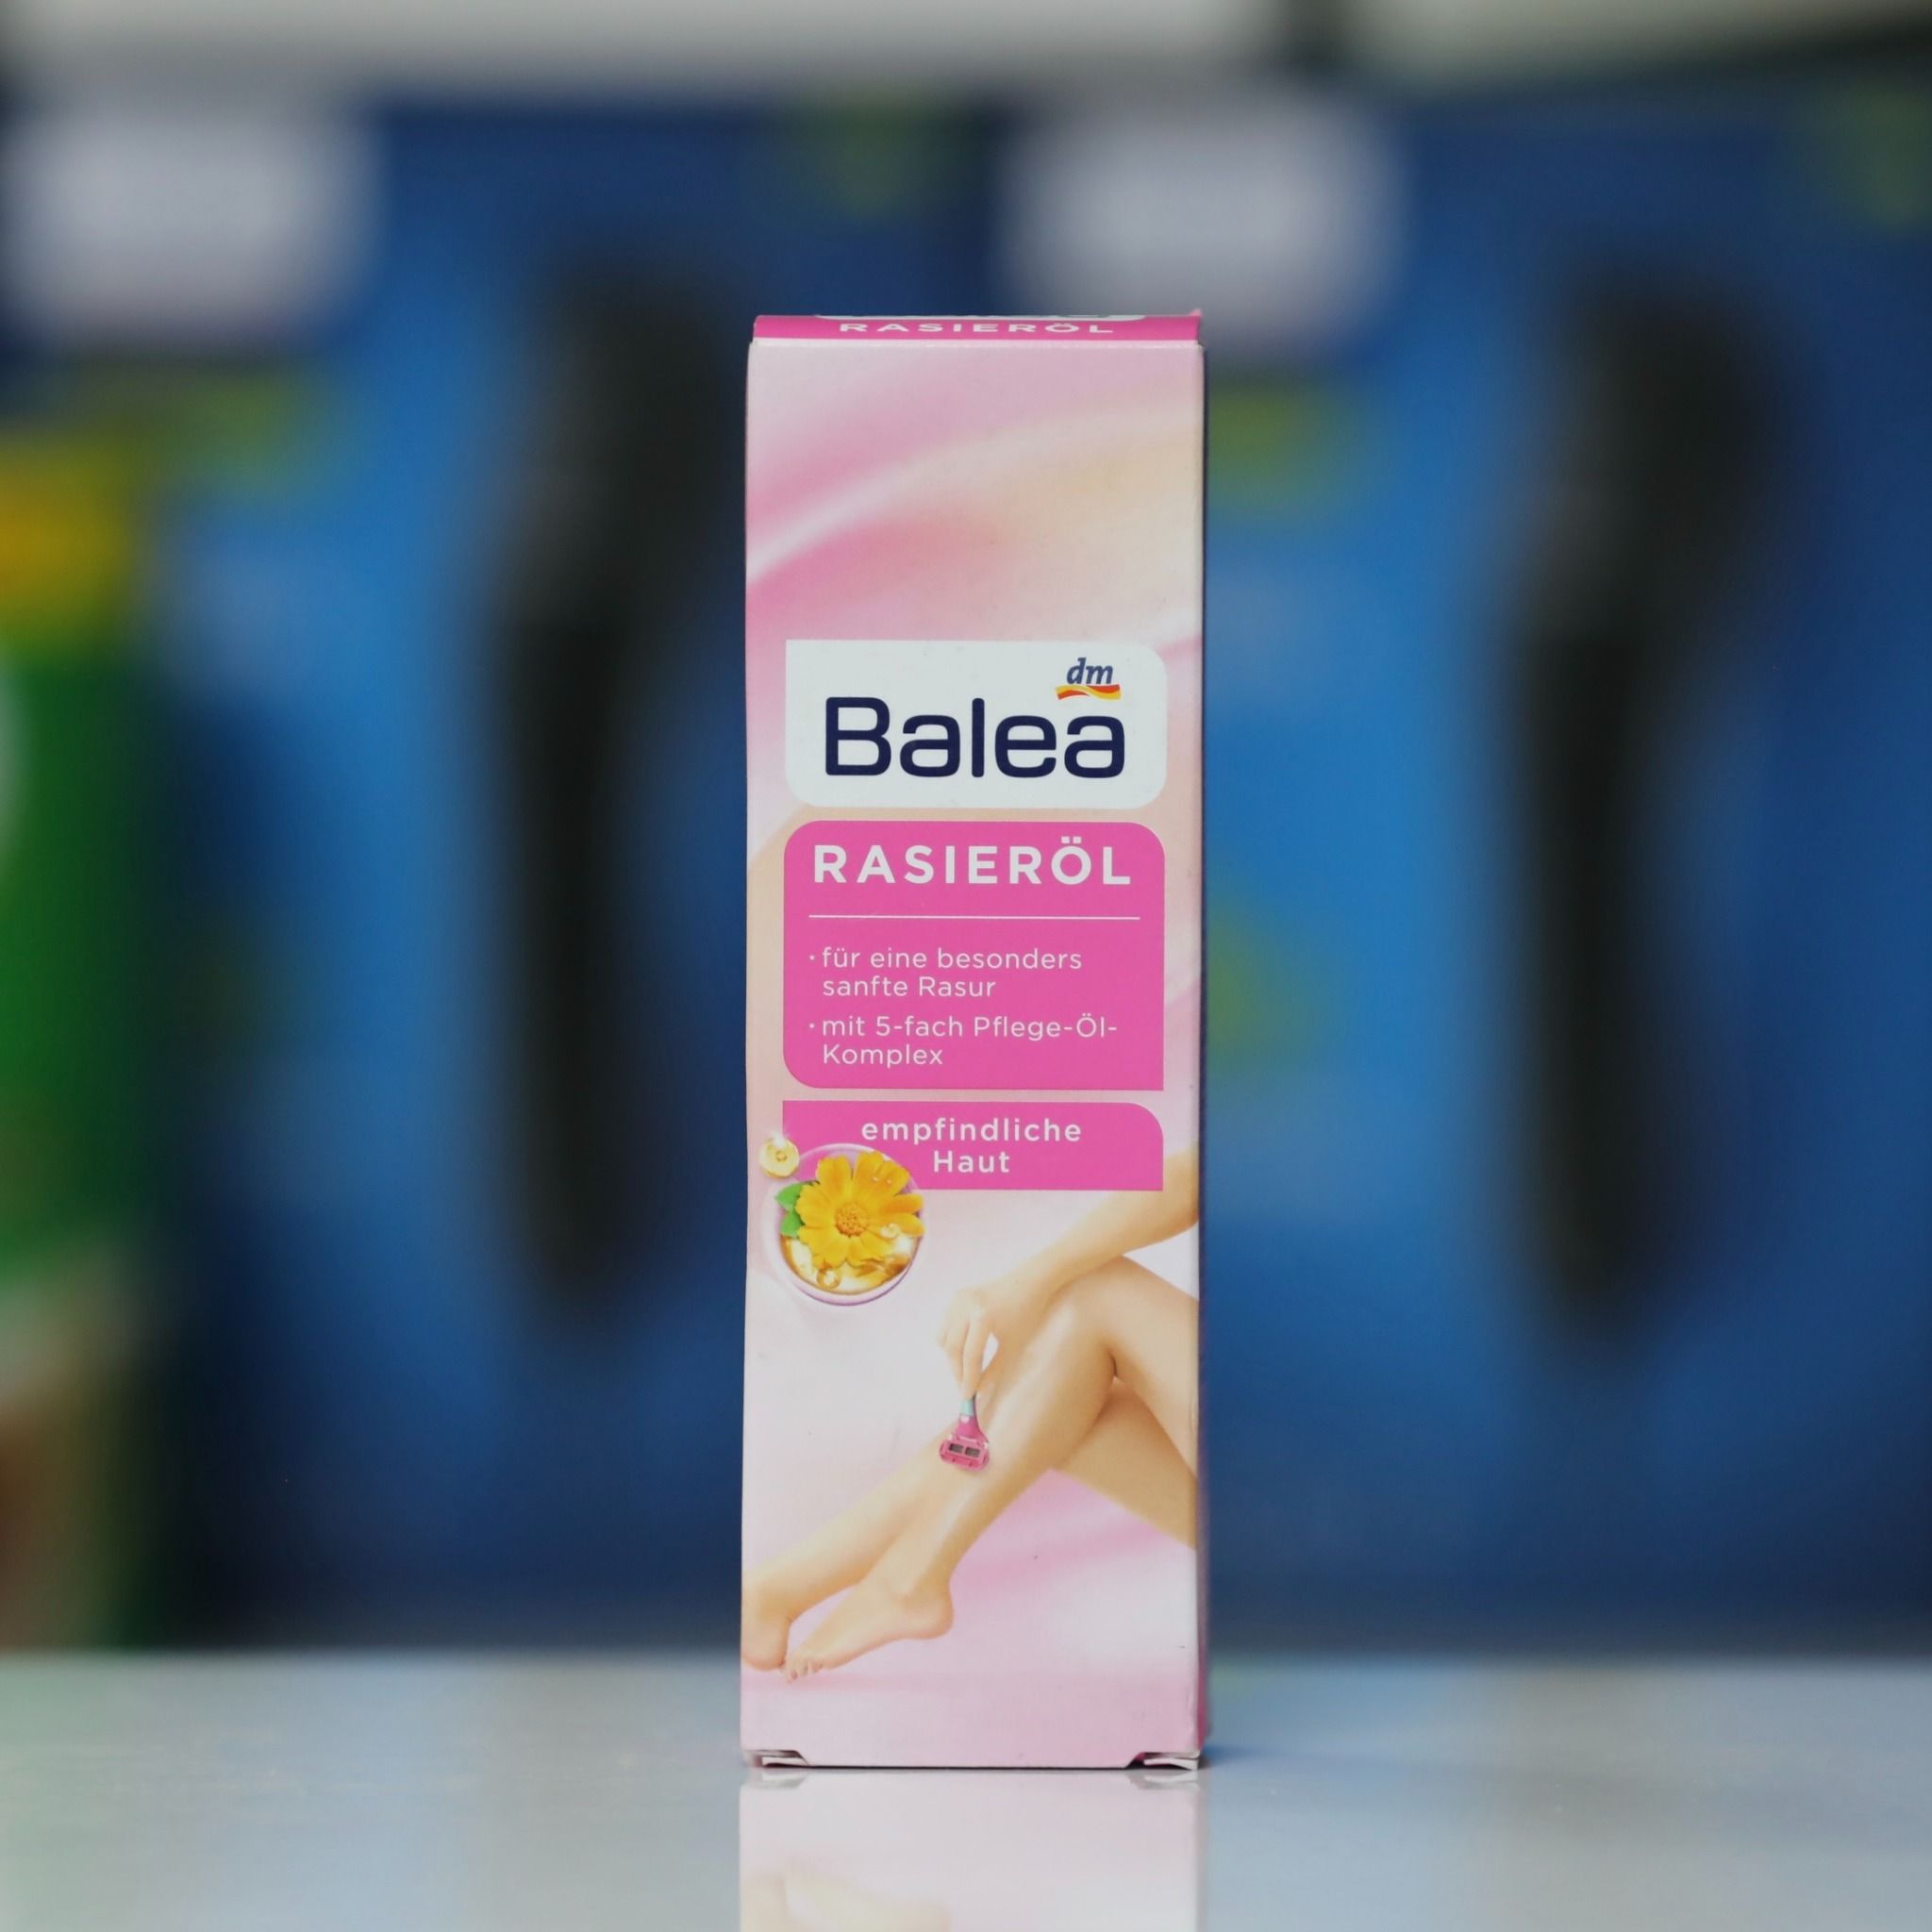 RASIERÖL
dm
Balea
RASIERÖL
· für eine besonders
sanfte Rasur
· mit 5-fach Pflege-Öl-
Komplex
empfindliche
Haut